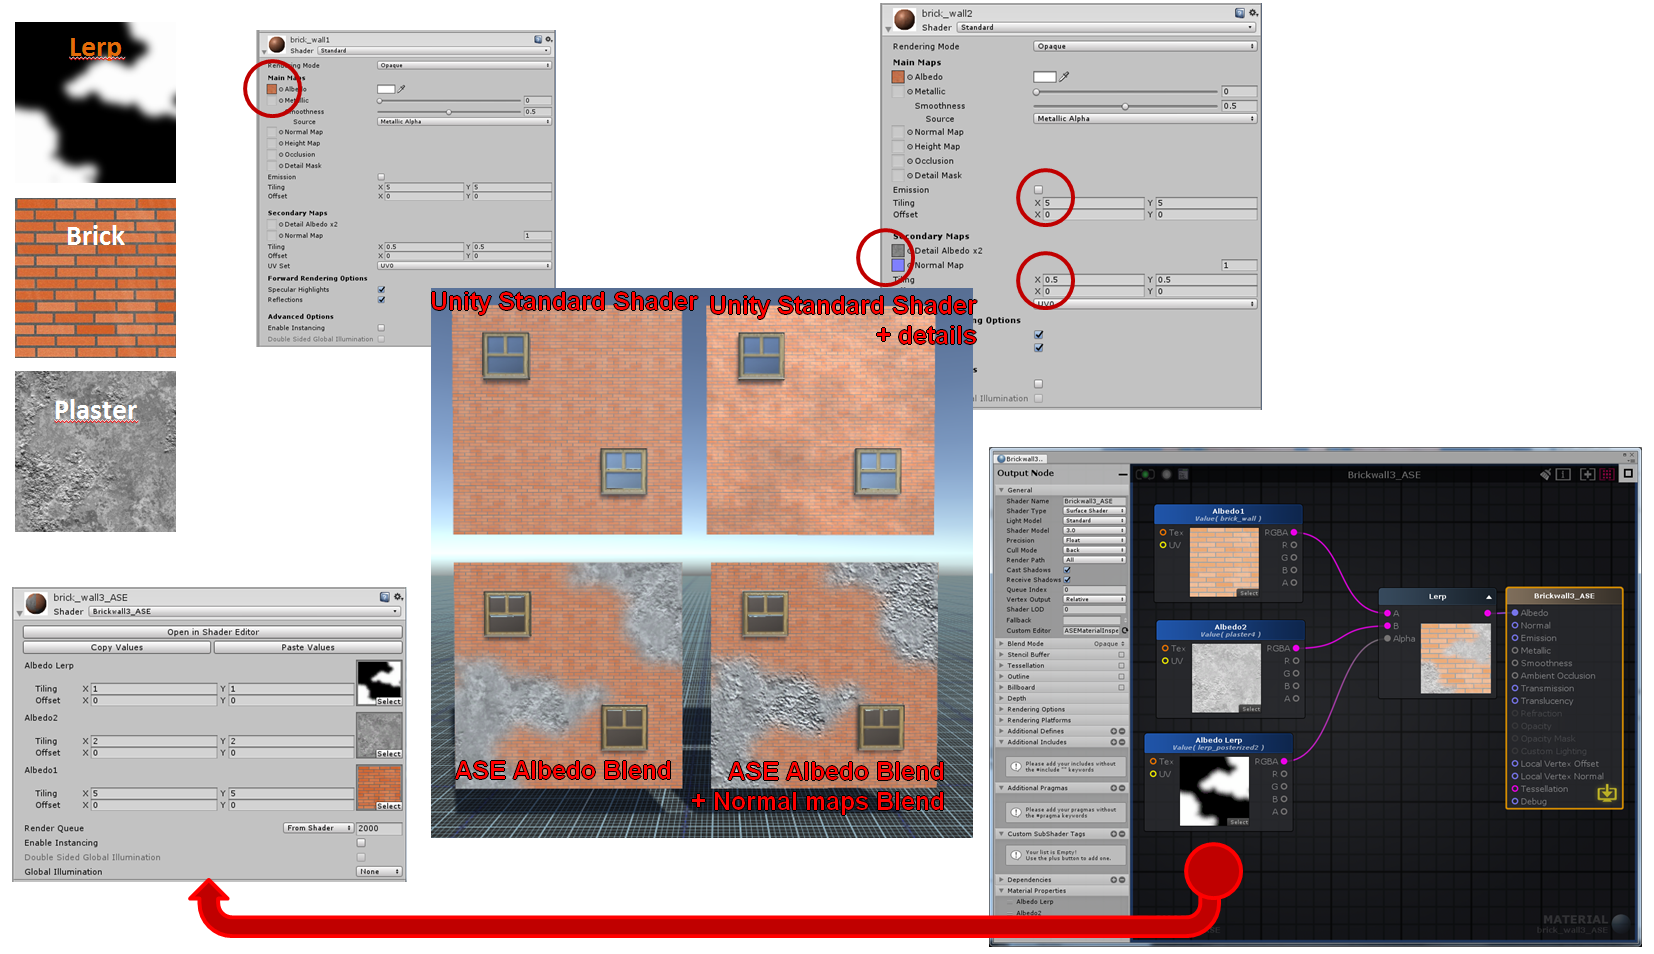 Lerp
Brick
Plaster
brick_wall1
Shader Standard
Rendering Mode Opaque
Main Maps
Albedo
Metallic 0
Smoothness 0.5
Source Metallic Alpha
Normal Map
Height Map
Occlusion
Detail Mask
Emission
Tiling X 5 Y 5
Offset X 0 Y 0
Secondary Maps
Detail Albedo x2
Normal Map 1
Tiling X 0.5 Y 0.5
Offset X 0 Y 0
UV Set UV0
Forward Rendering Options
Specular Highlights
Reflections
Advanced Options
Enable Instancing
Double Sided Global Illumination
brick_wall2
Shader Standard
Rendering Mode Opaque
Main Maps
Albedo
Metallic 0
Smoothness 0.5
Source Metallic Alpha
Normal Map
Height Map
Occlusion
Detail Mask
Emission
Tiling X 5 Y 5
Offset X 0 Y 0
Secondary Maps
Detail Albedo x2
Normal Map 1
Tiling X 0.5 Y 0.5
X 0 Y 0
UV0
ng Options
s
l Illumination
Unity Standard Shader
Unity Standard Shader
+ details
ASE Albedo Blend
ASE Albedo Blend
+ Normal maps Blend
brick_wall3_ASE
Shader Brickwall3_ASE
Open in Shader Editor
Copy Values Paste Values
Albedo Lerp
Tiling X 1 Y 1
Offset X 0 Y 0
Select
Albedo2
Tiling X 2 Y 2
Offset X 0 Y 0
Select
Albedo1
Tiling X 5 Y 5
Offset X 0 Y 0
Select
Render Queue From Shader 2000
Enable Instancing
Double Sided Global Illumination
Global Illumination None
Brickwall3..
Output Node
General
Shader Name Brickwall3_ASE
Shader Type Surface Shader
Light Model Standard
Shader Model 3.0
Precision Float
Cull Mode Back
Render Path All
Cast Shadows
Receive Shadows
Queue Index 0
Vertex Output Relative
Shader LOD 0
Fallback
Custom Editor ASEMaterialInspe
Blend Mode Opaque
Stencil Buffer
Tessellation
Outline
Billboard
Depth
Rendering Options
Rendering Platforms
Additional Defines
Additional Includes
Please add your includes without
the #include "" keywords
Additional Pragmas
Please add your pragmas without
the #pragma keywords
Custom SubShader Tags
Your list is Empty!
Use the plus button to add one.
Dependencies
Material Properties
Albedo Lerp
Albedo2
Brickwall3_ASE
Albedo1
Value( brick_wall )
Tex RGBA
UV R
G
B
A
Select
Albedo2
Value( plaster4 )
Tex RGBA
UV R
G
B
A
Select
Albedo Lerp
Value( lerp_posterized2 )
Tex RGBA
UV R
G
B
A
Select
Lerp
A
B
Alpha
Brickwall3_ASE
Albedo
Normal
Emission
Metallic
Smoothness
Ambient Occlusion
Transmission
Translucency
Refraction
Opacity
Opacity Mask
Custom Lighting
Local Vertex Offset
Local Vertex Normal
Tessellation
Debug
MATERIAL
brick_wall3_ASE